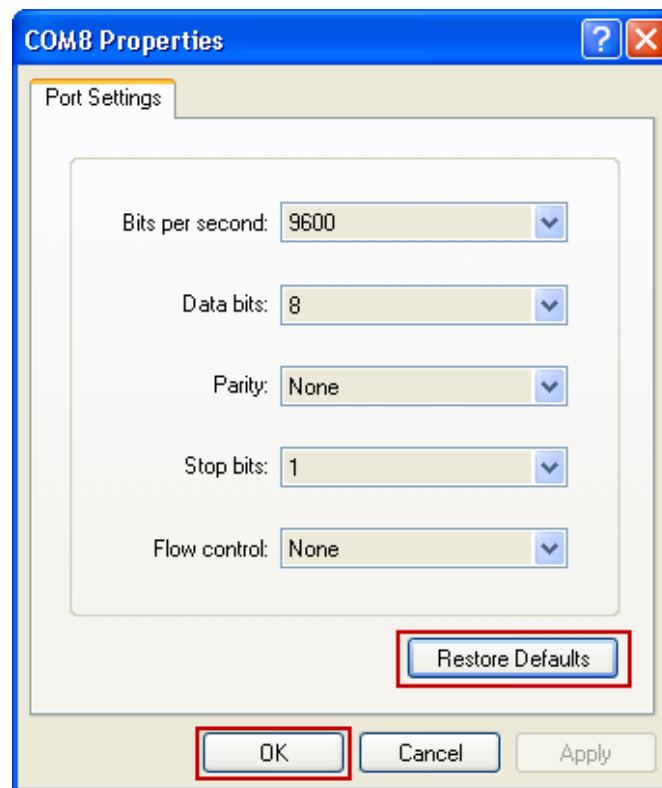 COM8 Properties
Port Settings
Bits per second: 9600
Data bits: 8
Parity: None
Stop bits: 1
Flow control: None
Restore Defaults
OK Cancel Apply